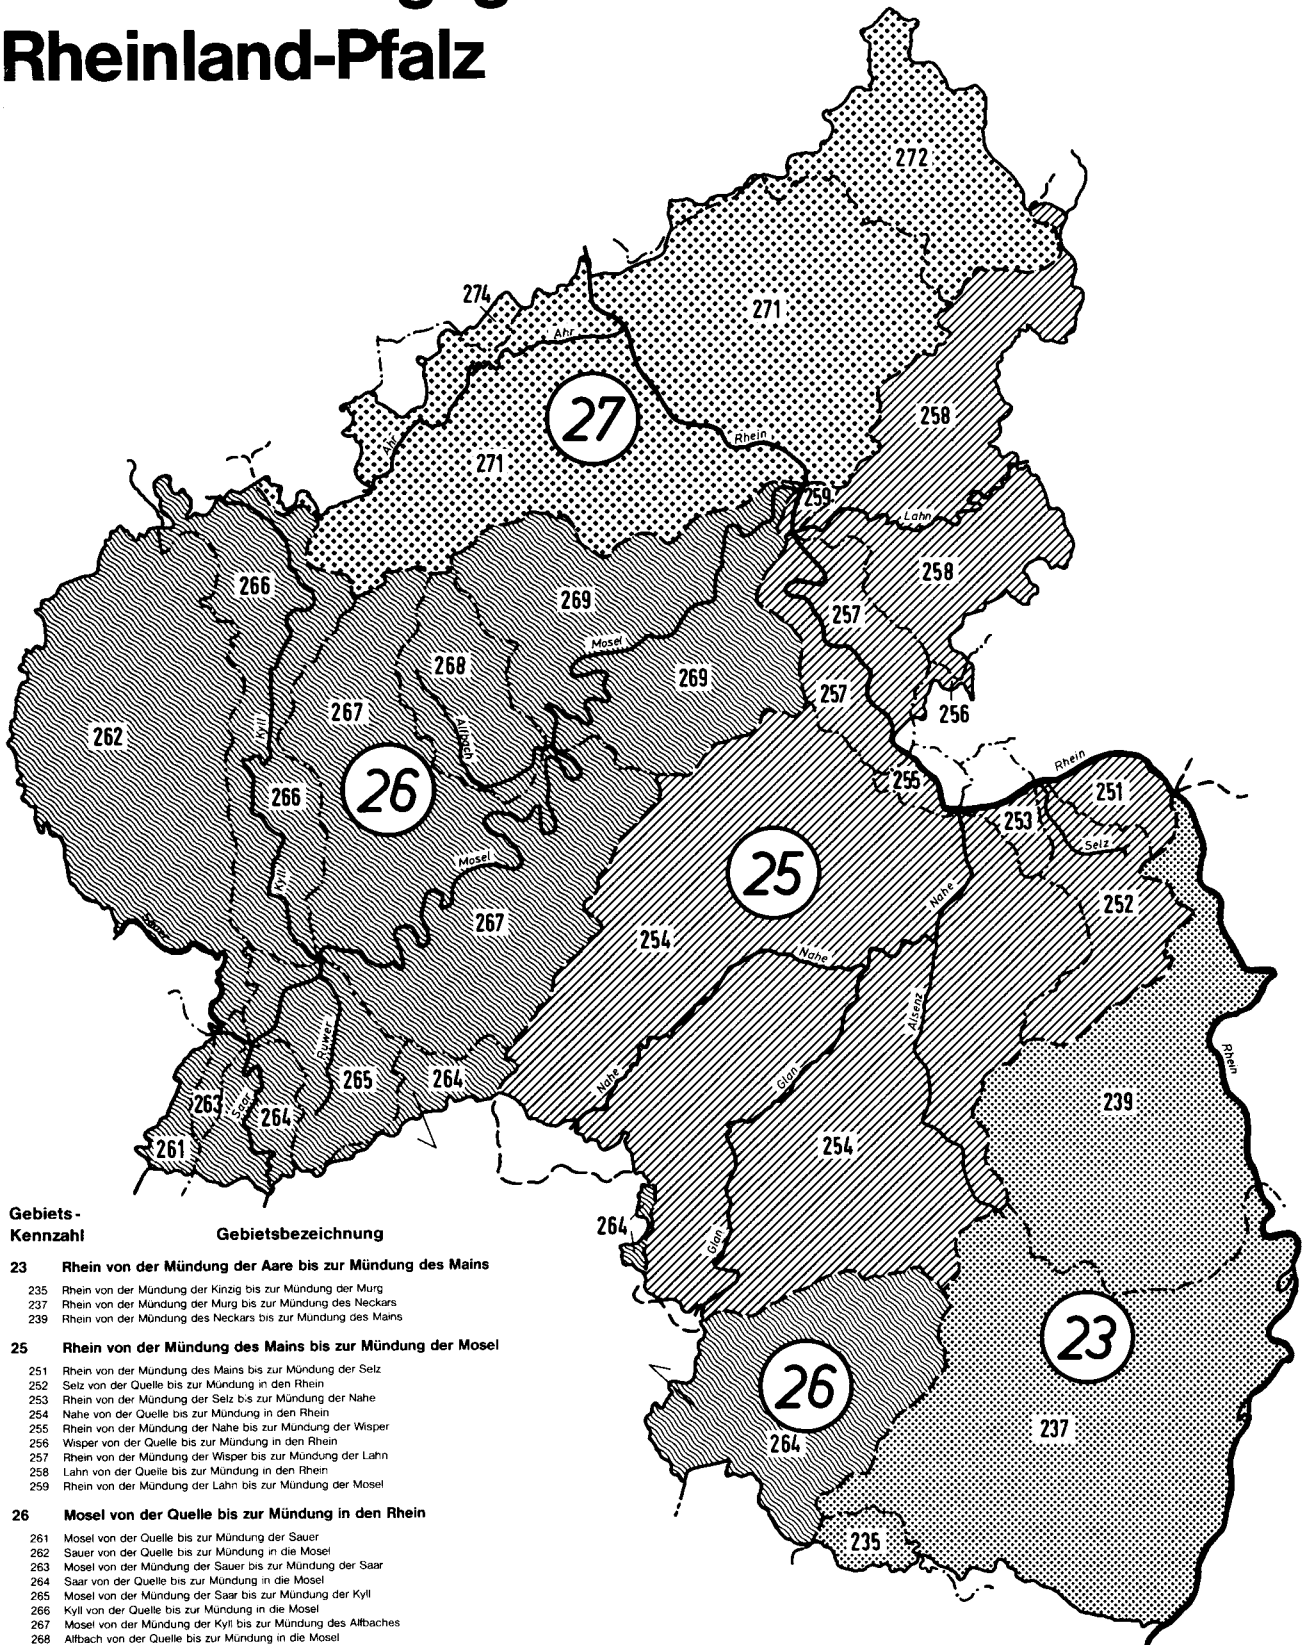 Rheinland-Pfalz
272
274
271
Ahr
27
258
Rhein
Ahr
271
259
Lahn
258
266
269
257
Mosel
268
269
257
267
256
262
Kyll
Alfbach
26
255
Rhein
251
266
253
Selz
25
Mosel
Kyll
Nahe
252
267
254
Nahe
Alsenz
Ruwer
Rhein
265
264
Nahe
Glan
263
Saar
264
239
261
254
264
Glan
23
26
237
264
235
Gebiets-
Kennzahl Gebietsbezeichnung
23 Rhein von der Mündung der Aare bis zur Mündung des Mains
235 Rhein von der Mündung der Kinzig bis zur Mündung der Murg
237 Rhein von der Mündung der Murg bis zur Mündung des Neckars
239 Rhein von der Mündung des Neckars bis zur Mündung des Mains
25 Rhein von der Mündung des Mains bis zur Mündung der Mosel
251 Rhein von der Mündung des Mains bis zur Mündung der Selz
252 Selz von der Quelle bis zur Mündung in den Rhein
253 Rhein von der Mündung der Selz bis zur Mündung der Nahe
254 Nahe von der Quelle bis zur Mündung in den Rhein
255 Rhein von der Mündung der Nahe bis zur Mündung der Wisper
256 Wisper von der Quelle bis zur Mündung in den Rhein
257 Rhein von der Mündung der Wisper bis zur Mündung der Lahn
258 Lahn von der Quelle bis zur Mündung in den Rhein
259 Rhein von der Mündung der Lahn bis zur Mündung der Mosel
26 Mosel von der Quelle bis zur Mündung in den Rhein
261 Mosel von der Quelle bis zur Mündung der Sauer
262 Sauer von der Quelle bis zur Mündung in die Mosel
263 Mosel von der Mündung der Sauer bis zur Mündung der Saar
264 Saar von der Quelle bis zur Mündung in die Mosel
265 Mosel von der Mündung der Saar bis zur Mündung der Kyll
266 Kyll von der Quelle bis zur Mündung in die Mosel
267 Mosel von der Mündung der Kyll bis zur Mündung des Alfbaches
268 Alfbach von der Quelle bis zur Mündung in die Mosel